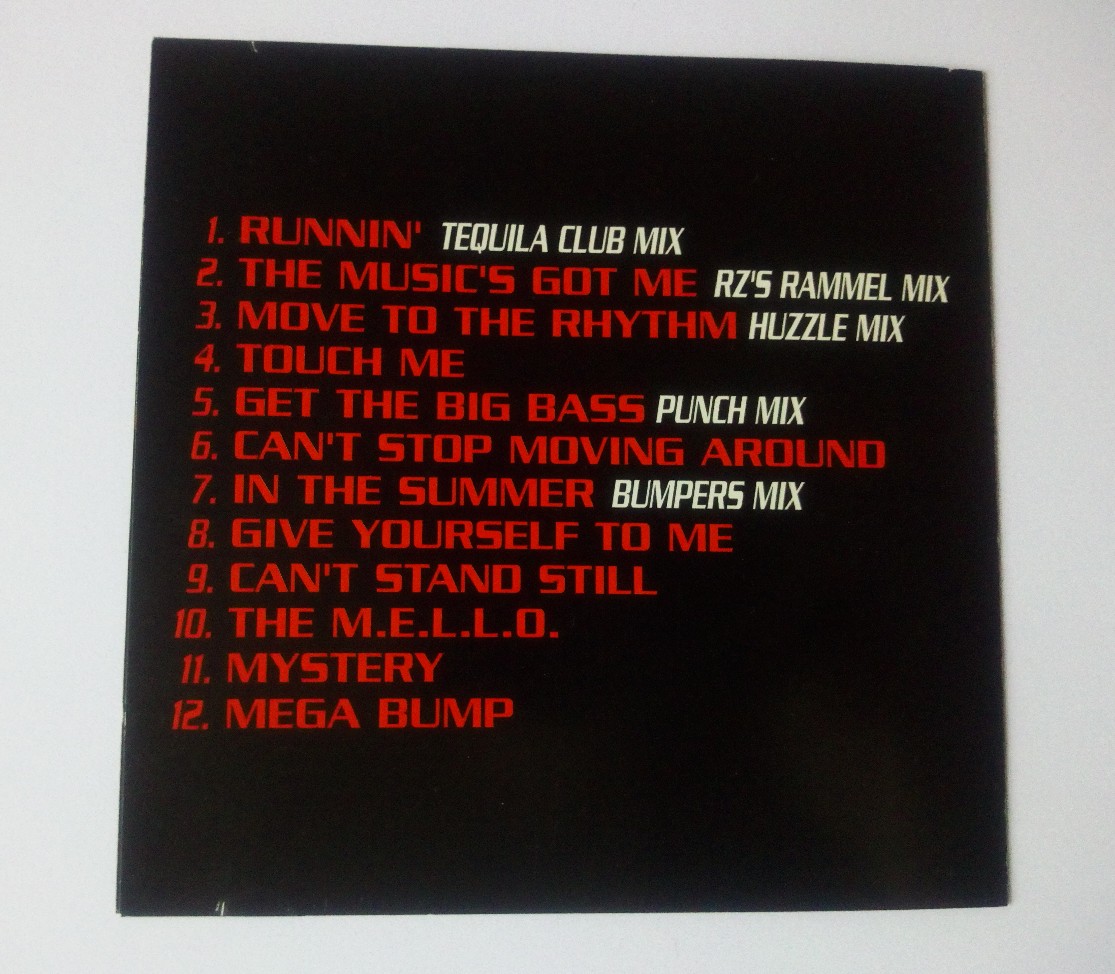 1. RUNNIN' TEQUILA CLUB MIX
2. THE MUSIC'S GOT ME RZ'S RAMMEL MIX
3. MOVE TO THE RHYTHM HUZZLE MIX
4. TOUCH ME
5. GET THE BIG BASS PUNCH MIX
6. CAN'T STOP MOVING AROUND
7. IN THE SUMMER BUMPERS MIX
8. GIVE YOURSELF TO ME
9. CAN'T STAND STILL
10. THE M.E.L.L.O.
11. MYSTERY
12. MEGA BUMP